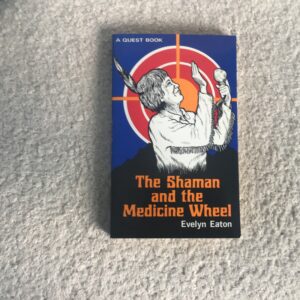 A QUEST BOOK
The Shaman
and the
Medicine Wheel
Evelyn Eaton